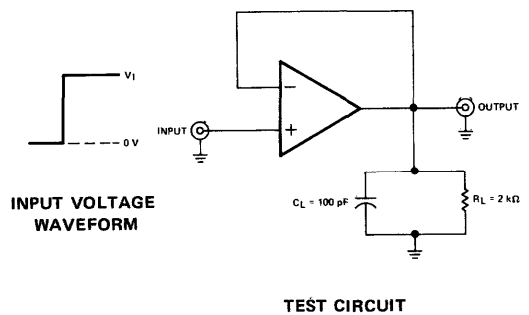 VI
0 V
INPUT VOLTAGE
WAVEFORM
INPUT
−
+
OUTPUT
CL = 100 pF
RL = 2 kΩ
TEST CIRCUIT